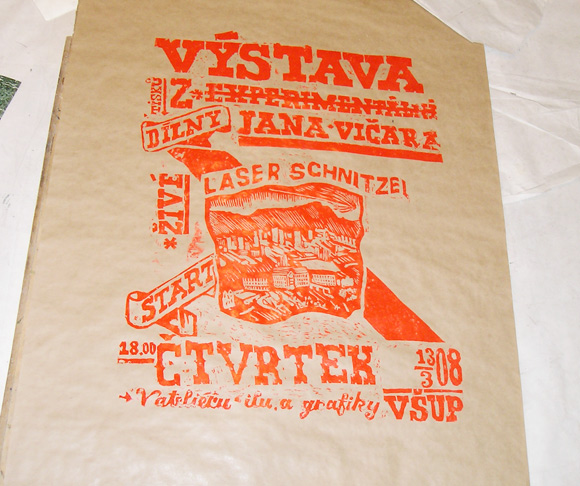 VÝSTAVA
TISKŮ
Z EXPERIMENTÁLNÍ
DÍLNY JANA VIČARA
* ŽIVĚ
LASER SCHNITZEL
START
18.00 ČTVRTEK 13/3 08
V ateliéru ilu. a grafiky VŠUP